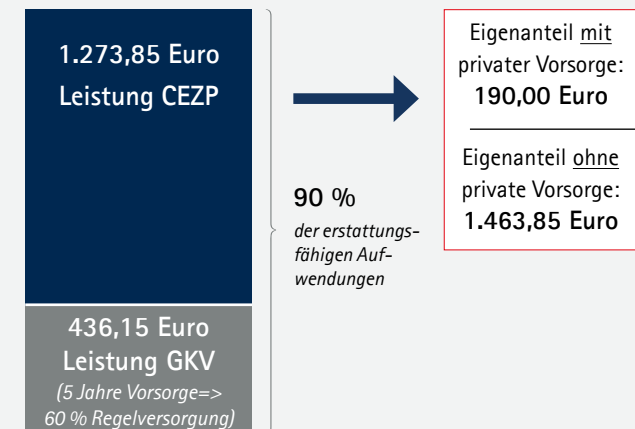 1.273,85 Euro
Leistung CEZP
436,15 Euro
Leistung GKV
(5 Jahre Vorsorge=>
60 % Regelversorgung)
90 %
der erstattungs-
fähigen Auf-
wendungen
Eigenanteil mit
privater Vorsorge:
190,00 Euro
Eigenanteil ohne
private Vorsorge:
1.463,85 Euro